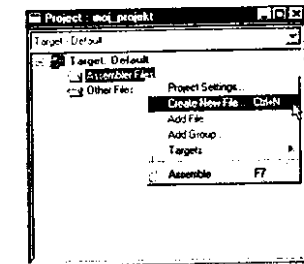 Project : moj_projekt
Target : Default
Target: Default
Assembler Files
Other Files
Project Settings...
Create New File... Ctrl+N
Add File
Add Group...
Targets
Assemble F7